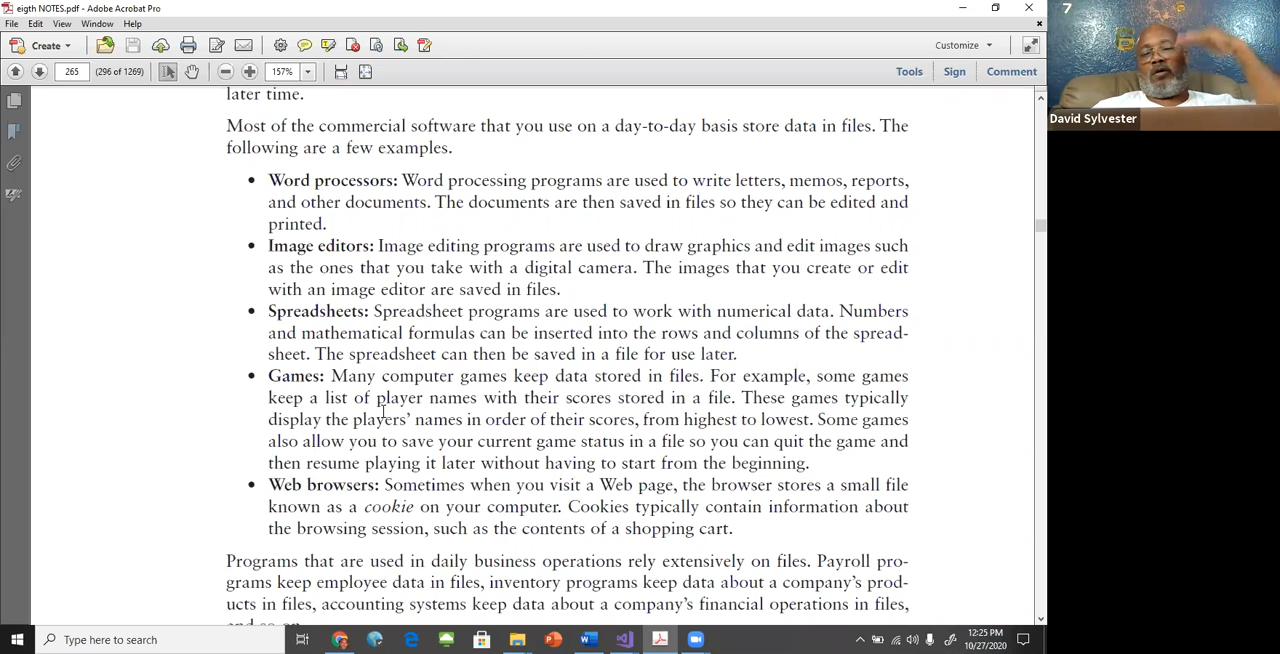 eigth NOTES.pdf - Adobe Acrobat Pro
File Edit View Window Help
Create
Customize
265 (296 of 1269) 157%
Tools Sign Comment
7
David Sylvester
later time.
Most of the commercial software that you use on a day-to-day basis store data in files. The
following are a few examples.
• Word processors: Word processing programs are used to write letters, memos, reports,
and other documents. The documents are then saved in files so they can be edited and
printed.
• Image editors: Image editing programs are used to draw graphics and edit images such
as the ones that you take with a digital camera. The images that you create or edit
with an image editor are saved in files.
• Spreadsheets: Spreadsheet programs are used to work with numerical data. Numbers
and mathematical formulas can be inserted into the rows and columns of the spread-
sheet. The spreadsheet can then be saved in a file for use later.
• Games: Many computer games keep data stored in files. For example, some games
keep a list of player names with their scores stored in a file. These games typically
display the players' names in order of their scores, from highest to lowest. Some games
also allow you to save your current game status in a file so you can quit the game and
then resume playing it later without having to start from the beginning.
• Web browsers: Sometimes when you visit a Web page, the browser stores a small file
known as a cookie on your computer. Cookies typically contain information about
the browsing session, such as the contents of a shopping cart.
Programs that are used in daily business operations rely extensively on files. Payroll pro-
grams keep employee data in files, inventory programs keep data about a company's prod-
ucts in files, accounting systems keep data about a company's financial operations in files,
and so on.
Type here to search
12:25 PM
10/27/2020